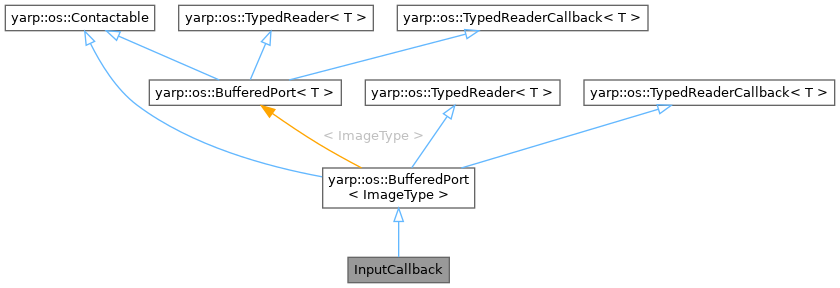 yarp::os::Contactable
yarp::os::TypedReader< T >
yarp::os::TypedReaderCallback< T >
yarp::os::BufferedPort< T >
yarp::os::TypedReader< T >
yarp::os::TypedReaderCallback< T >
< ImageType >
yarp::os::BufferedPort
< ImageType >
InputCallback